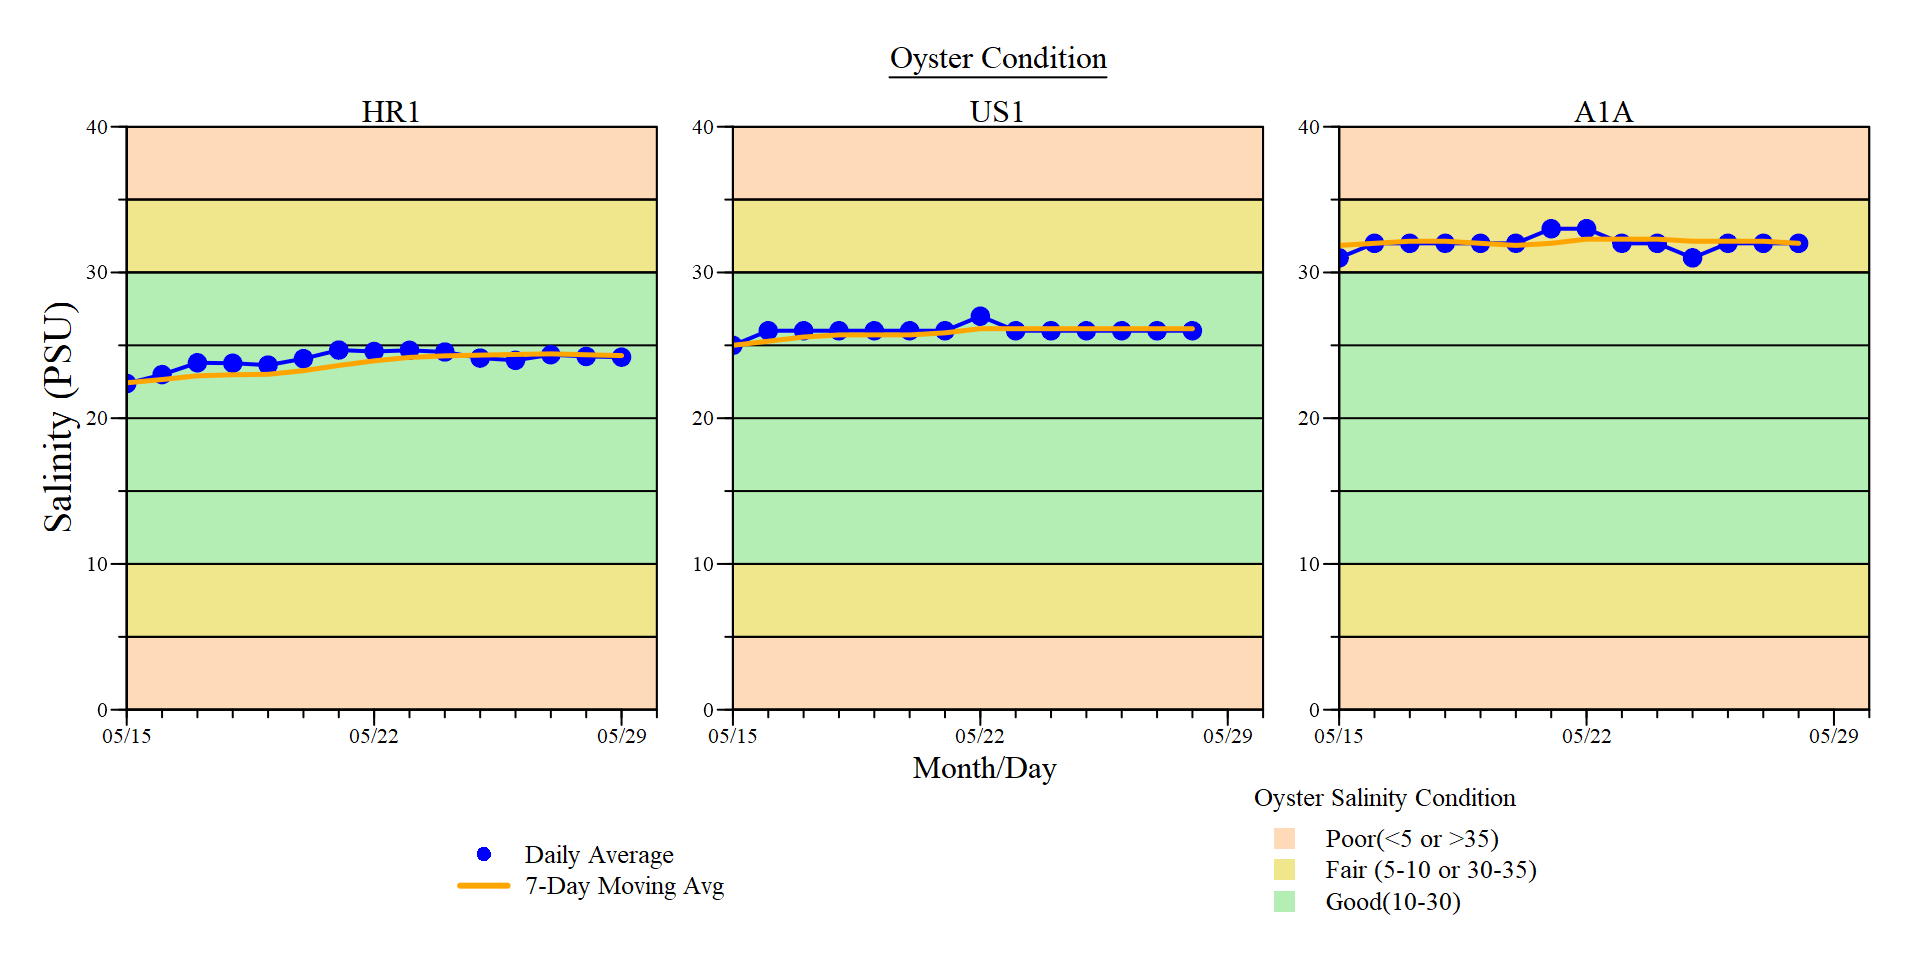 Oyster Condition
HR1
US1
A1A
40
30
20
10
0
40
30
20
10
0
40
30
20
10
0
Salinity (PSU)
05/15
05/22
05/29
05/15
05/22
05/29
05/15
05/22
05/29
Month/Day
Daily Average
7-Day Moving Avg
Oyster Salinity Condition
Poor(<5 or >35)
Fair (5-10 or 30-35)
Good(10-30)